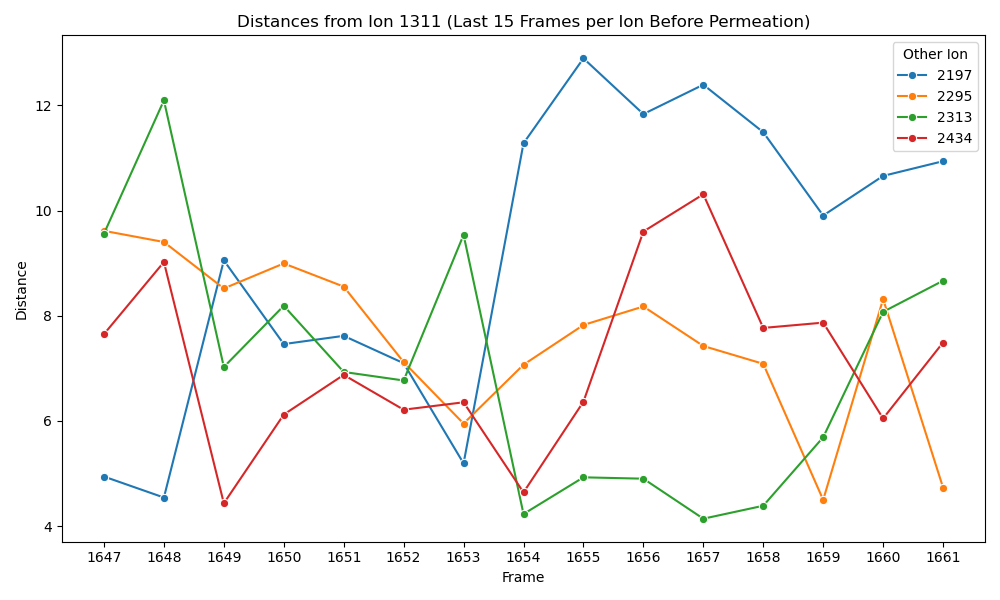 Distances from Ion 1311 (Last 15 Frames per Ion Before Permeation)
Other Ion
2197
2295
2313
2434
Distance
12
10
8
6
4
1647 1648 1649 1650 1651 1652 1653 1654 1655 1656 1657 1658 1659 1660 1661
Frame